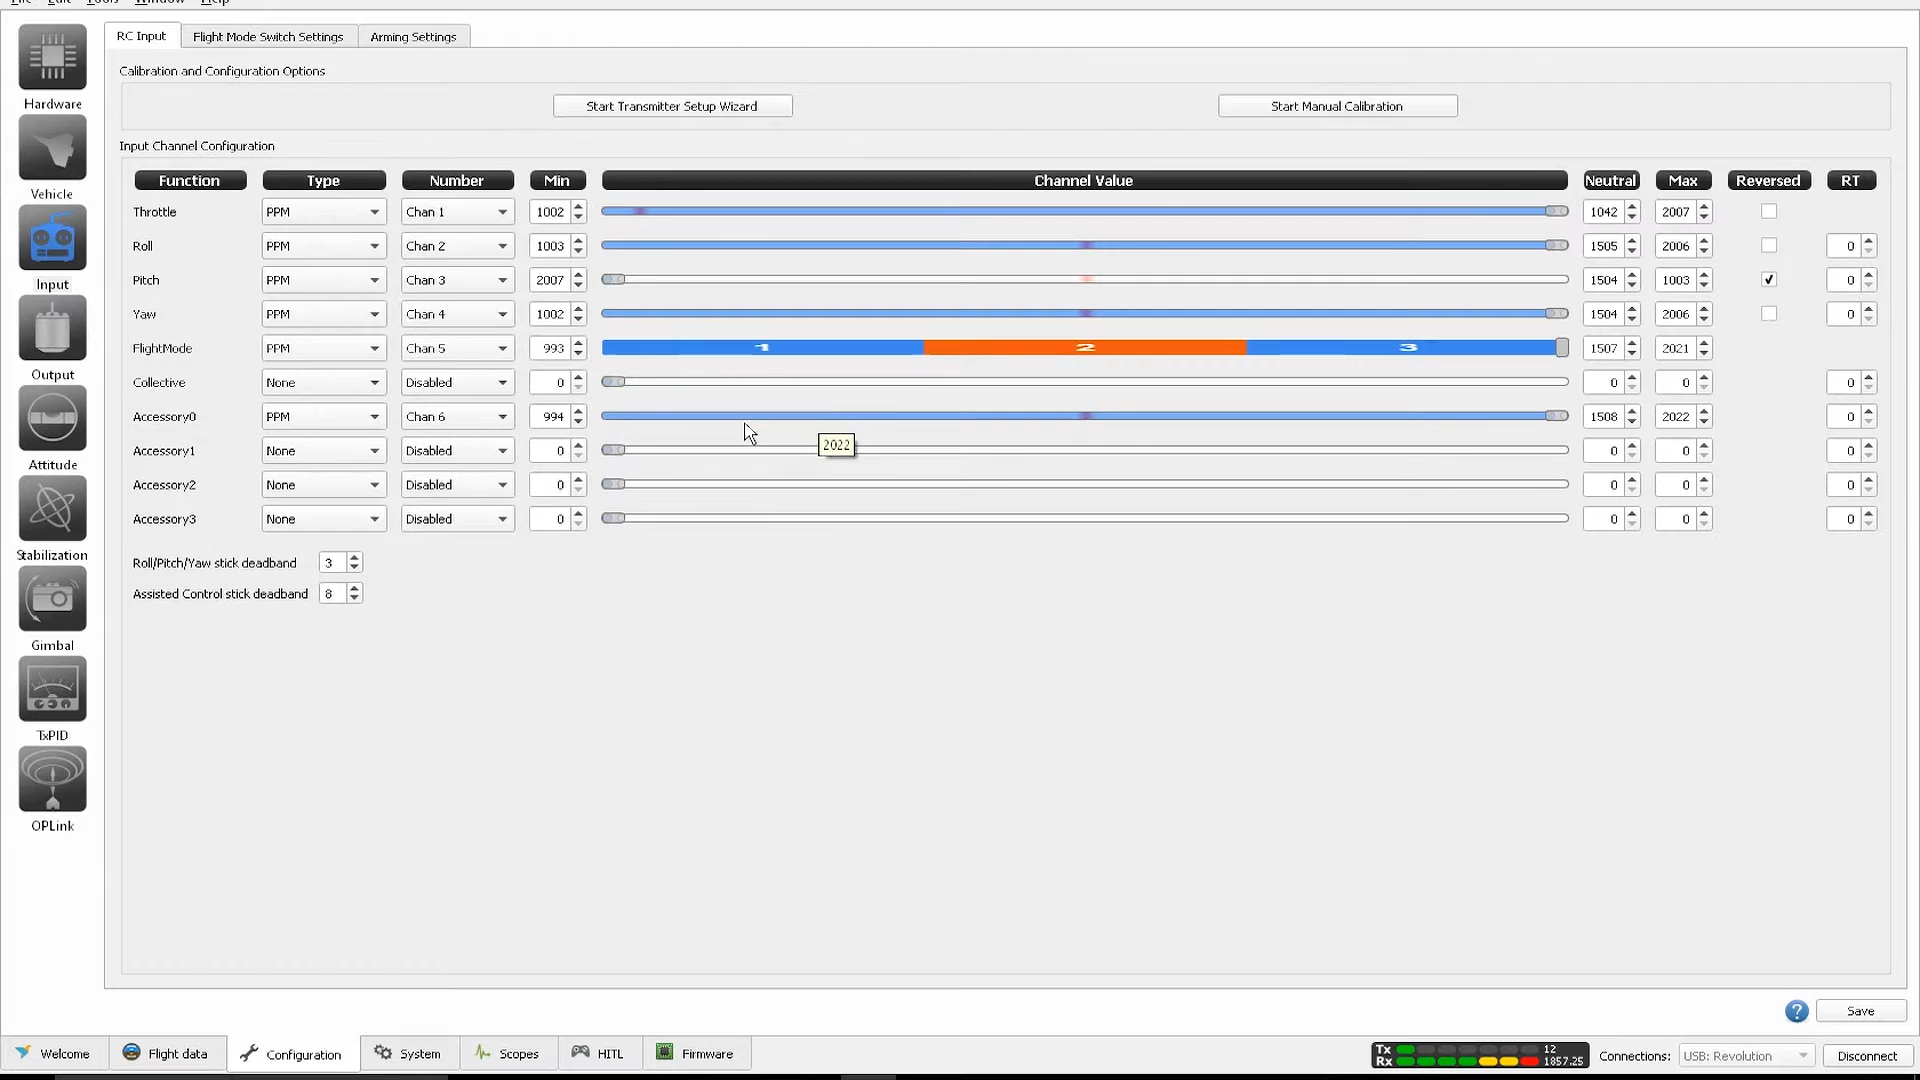 File Edit Tools Window Help
RC Input Flight Mode Switch Settings Arming Settings
Calibration and Configuration Options
Start Transmitter Setup Wizard Start Manual Calibration
Input Channel Configuration
Function Type Number Min Channel Value Neutral Max Reversed RT
Throttle PPM Chan 1 1002 1042 2007
Roll PPM Chan 2 1003 1505 2006 0
Pitch PPM Chan 3 2007 1504 1003 0
Yaw PPM Chan 4 1002 1504 2006 0
FlightMode PPM Chan 5 993 1 2 3 1507 2021
Collective None Disabled 0 0 0 0
Accessory0 PPM Chan 6 994 1508 2022 0
2022
Accessory1 None Disabled 0 0 0 0
Accessory2 None Disabled 0 0 0 0
Accessory3 None Disabled 0 0 0 0
Roll/Pitch/Yaw stick deadband 3
Assisted Control stick deadband 8
Hardware
Vehicle
Input
Output
Attitude
Stabilization
Gimbal
TxPID
OPLink
? Save
Welcome Flight data Configuration System Scopes HITL Firmware
Tx 12
Rx 1857.25
Connections: USB: Revolution Disconnect